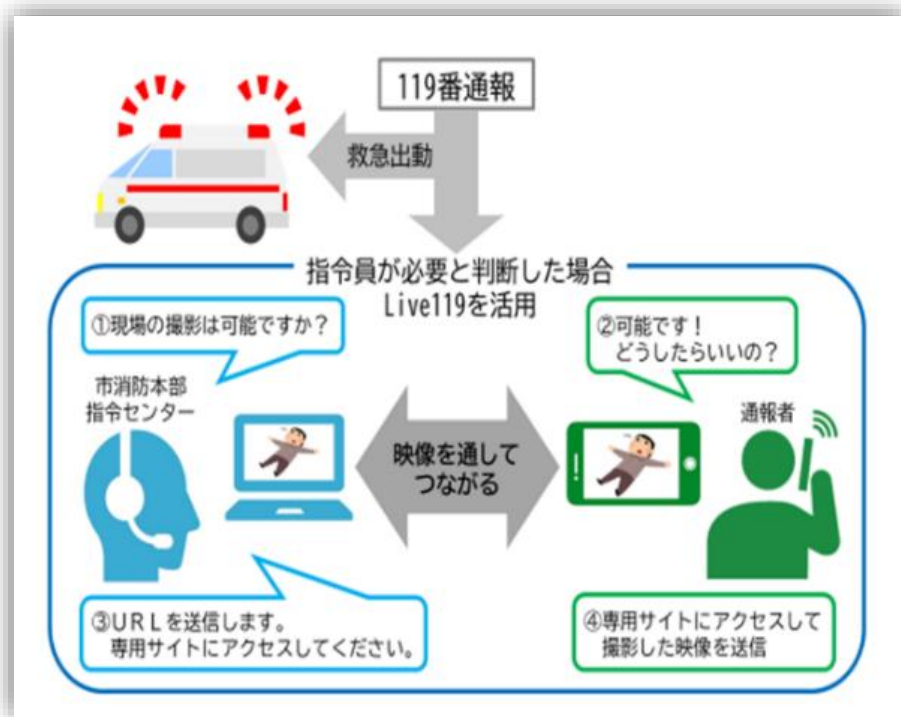 119番通報
救急出動
指令員が必要と判断した場合
Live119を活用
①現場の撮影は可能ですか？
②可能です！
どうしたらいいの？
市消防本部
指令センター
通報者
映像を通して
つながる
③ＵＲＬを送信します。
専用サイトにアクセスしてください。
④専用サイトにアクセスして
撮影した映像を送信